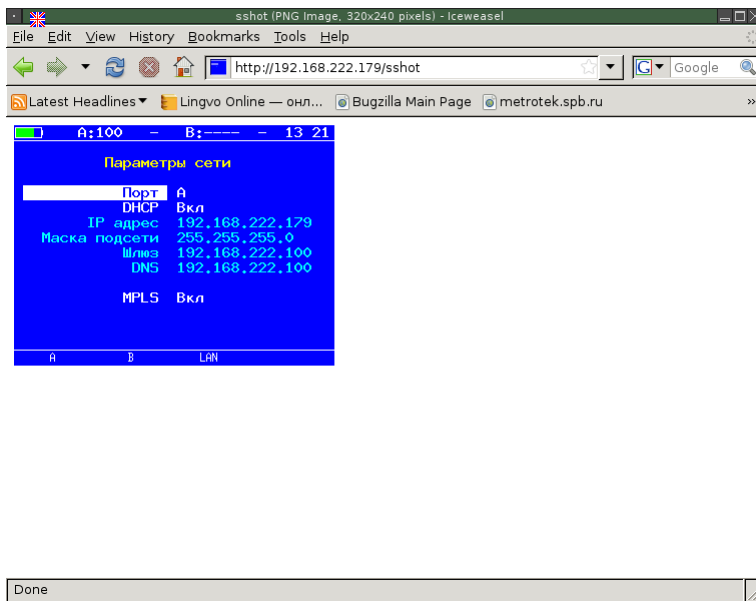 sshot (PNG Image, 320x240 pixels) - Iceweasel
File Edit View History Bookmarks Tools Help
http://192.168.222.179/sshot G Google
Latest Headlines Lingvo Online — онл... Bugzilla Main Page metrotek.spb.ru »
A:100 – B:---- – 13 21
Параметры сети
Порт A
DHCP Вкл
IP адрес 192.168.222.179
Маска подсети 255.255.255.0
Шлюз 192.168.222.100
DNS 192.168.222.100
MPLS Вкл
A B LAN
Done